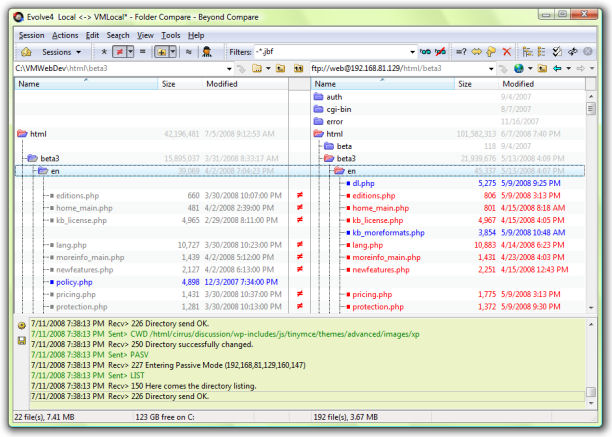 Evolve4 Local <-> VMLocal* - Folder Compare - Beyond Compare
Session Actions Edit Search View Tools Help
Sessions * ≠ = ≈ Filters: -*.jbf =?
C:\VMWebDev\html\beta3 ftp://web@192.168.81.129/html/beta3
Name Size Modified Name Size Modified
auth 9/4/2007
cgi-bin 8/7/2007
error 11/16/2007
html 42,196,481 7/5/2008 9:12:53 AM html 101,582,313 6/7/2008 7:40 PM
beta 118 9/4/2007
beta3 15,895,037 3/31/2008 8:33:17 AM beta3 21,939,676 5/13/2008 4:09 PM
en 39,069 4/2/2008 7:04:23 PM en 45,337 5/13/2008 4:07 PM
dl.php 5,275 5/9/2008 9:25 PM
editions.php 660 3/30/2008 10:07:00 PM ≠ editions.php 806 5/9/2008 3:13 PM
home_main.php 481 4/2/2008 2:39:00 PM ≠ home_main.php 801 4/15/2008 8:18 AM
kb_license.php 4,965 2/29/2008 8:11:00 PM ≠ kb_license.php 4,967 4/15/2008 4:05 PM
kb_moreformats.php 3,854 5/9/2008 10:48 AM
lang.php 10,727 3/30/2008 10:23:00 PM ≠ lang.php 10,883 4/14/2008 6:23 PM
moreinfo_main.php 1,439 4/2/2008 5:12:00 PM ≠ moreinfo_main.php 1,431 4/23/2008 4:03 PM
newfeatures.php 2,127 4/2/2008 6:13:00 PM ≠ newfeatures.php 2,251 4/15/2008 12:43 PM
policy.php 4,898 12/3/2007 7:34:00 PM
pricing.php 1,431 3/30/2008 10:37:00 PM ≠ pricing.php 1,775 5/9/2008 3:13 PM
protection.php 1,281 3/30/2008 10:13:00 PM ≠ protection.php 1,372 5/9/2008 9:30 PM
7/11/2008 7:38:13 PM Recv> 226 Directory send OK.
7/11/2008 7:38:13 PM Sent> CWD /html/cirrus/discussion/wp-includes/js/tinymce/themes/advanced/images/xp
7/11/2008 7:38:13 PM Recv> 250 Directory successfully changed.
7/11/2008 7:38:13 PM Sent> PASV
7/11/2008 7:38:13 PM Recv> 227 Entering Passive Mode (192,168,81,129,160,147)
7/11/2008 7:38:13 PM Sent> LIST
7/11/2008 7:38:13 PM Recv> 150 Here comes the directory listing.
7/11/2008 7:38:13 PM Recv> 226 Directory send OK.
22 file(s), 7.41 MB 123 GB free on C: 192 file(s), 3.67 MB